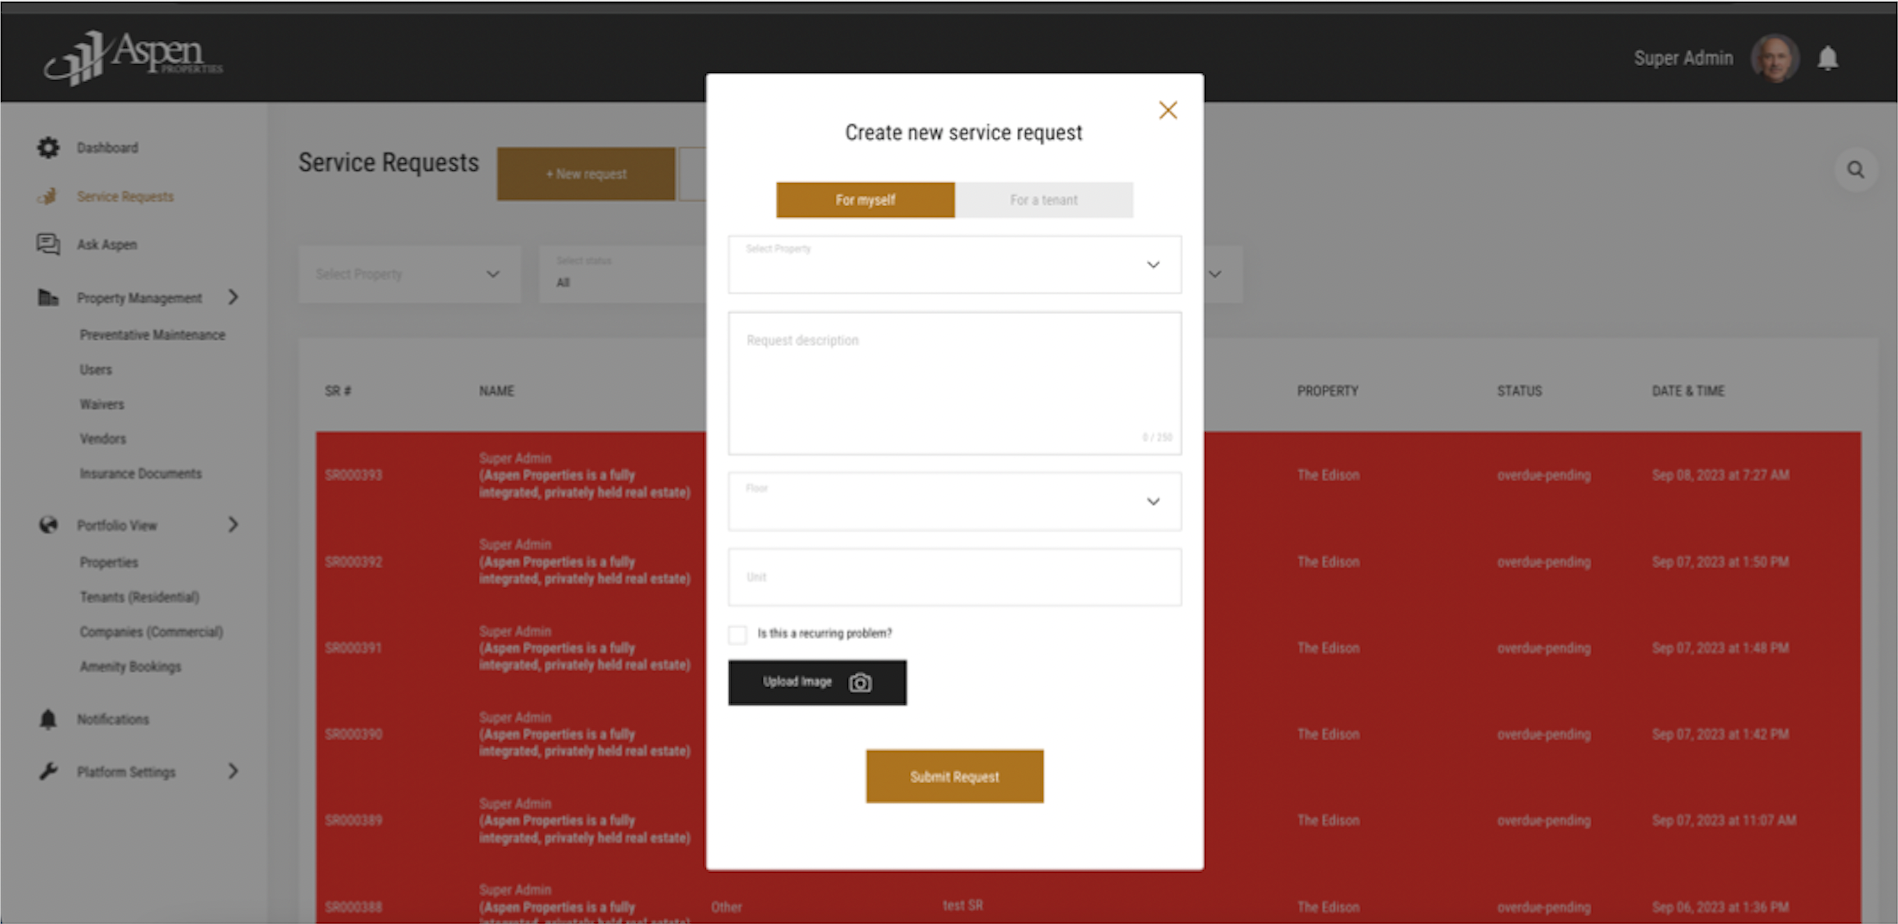 Aspen
PROPERTIES
Super Admin
Dashboard
Service Requests
Ask Aspen
Property Management
Preventative Maintenance
Users
Waivers
Vendors
Insurance Documents
Portfolio View
Properties
Tenants (Residential)
Companies (Commercial)
Amenity Bookings
Notifications
Platform Settings
Service Requests
+ New request
Select Property
Select status
All
Create new service request
For myself
For a tenant
Select Property
Request description
0 / 250
Floor
Unit
Is this a recurring problem?
Upload Image
Submit Request
SR #
NAME
PROPERTY
STATUS
DATE & TIME
SR000393
Super Admin
(Aspen Properties is a fully
integrated, privately held real estate)
The Edison
overdue-pending
Sep 08, 2023 at 7:27 AM
SR000392
Super Admin
(Aspen Properties is a fully
integrated, privately held real estate)
The Edison
overdue-pending
Sep 07, 2023 at 1:50 PM
SR000391
Super Admin
(Aspen Properties is a fully
integrated, privately held real estate)
The Edison
overdue-pending
Sep 07, 2023 at 1:48 PM
SR000390
Super Admin
(Aspen Properties is a fully
integrated, privately held real estate)
The Edison
overdue-pending
Sep 07, 2023 at 1:42 PM
SR000389
Super Admin
(Aspen Properties is a fully
integrated, privately held real estate)
The Edison
overdue-pending
Sep 07, 2023 at 11:07 AM
SR000388
Super Admin
(Aspen Properties is a fully
integrated, privately held real estate)
Other
test SR
The Edison
overdue-pending
Sep 06, 2023 at 1:36 PM